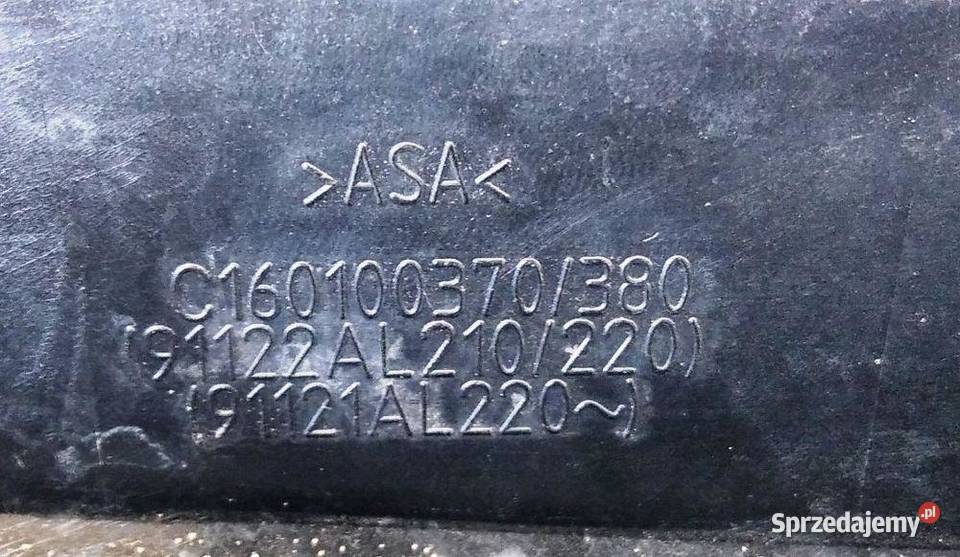 >ASA<
C160100370/380
(91122AL210/220)
(91121AL220~)
Sprzedajemy.pl